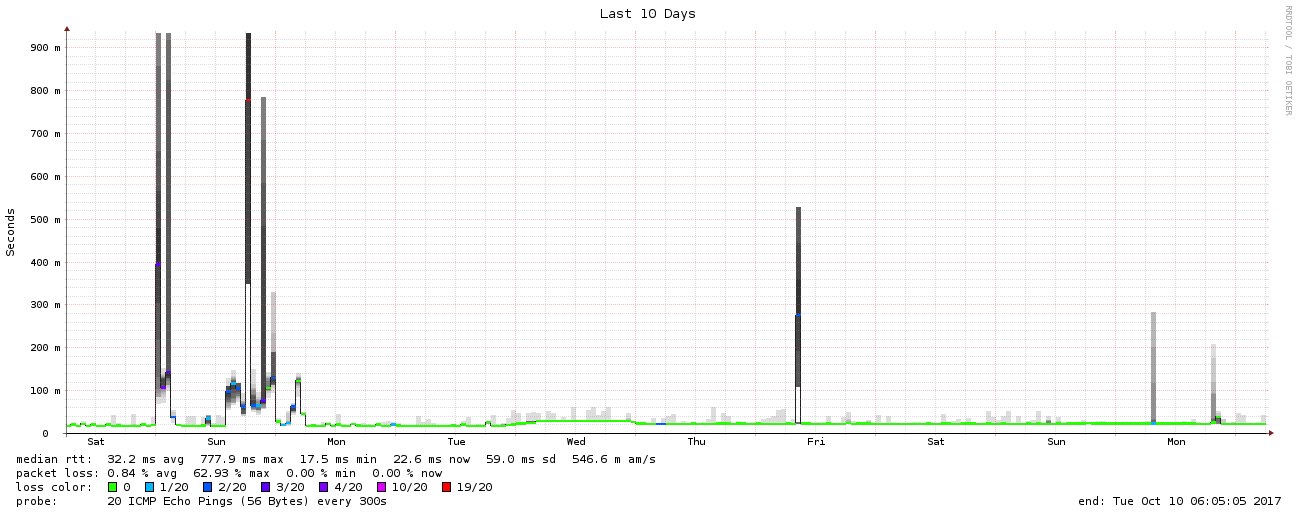 Last 10 Days
RRDTOOL / TOBI OETIKER
Seconds
900 m
800 m
700 m
600 m
500 m
400 m
300 m
200 m
100 m
0
Sat Sun Mon Tue Wed Thu Fri Sat Sun Mon
median rtt: 32.2 ms avg 777.9 ms max 17.5 ms min 22.6 ms now 59.0 ms sd 546.6 m am/s
packet loss: 0.84 % avg 62.93 % max 0.00 % min 0.00 % now
loss color: 0 1/20 2/20 3/20 4/20 10/20 19/20
probe: 20 ICMP Echo Pings (56 Bytes) every 300s end: Tue Oct 10 06:05:05 2017